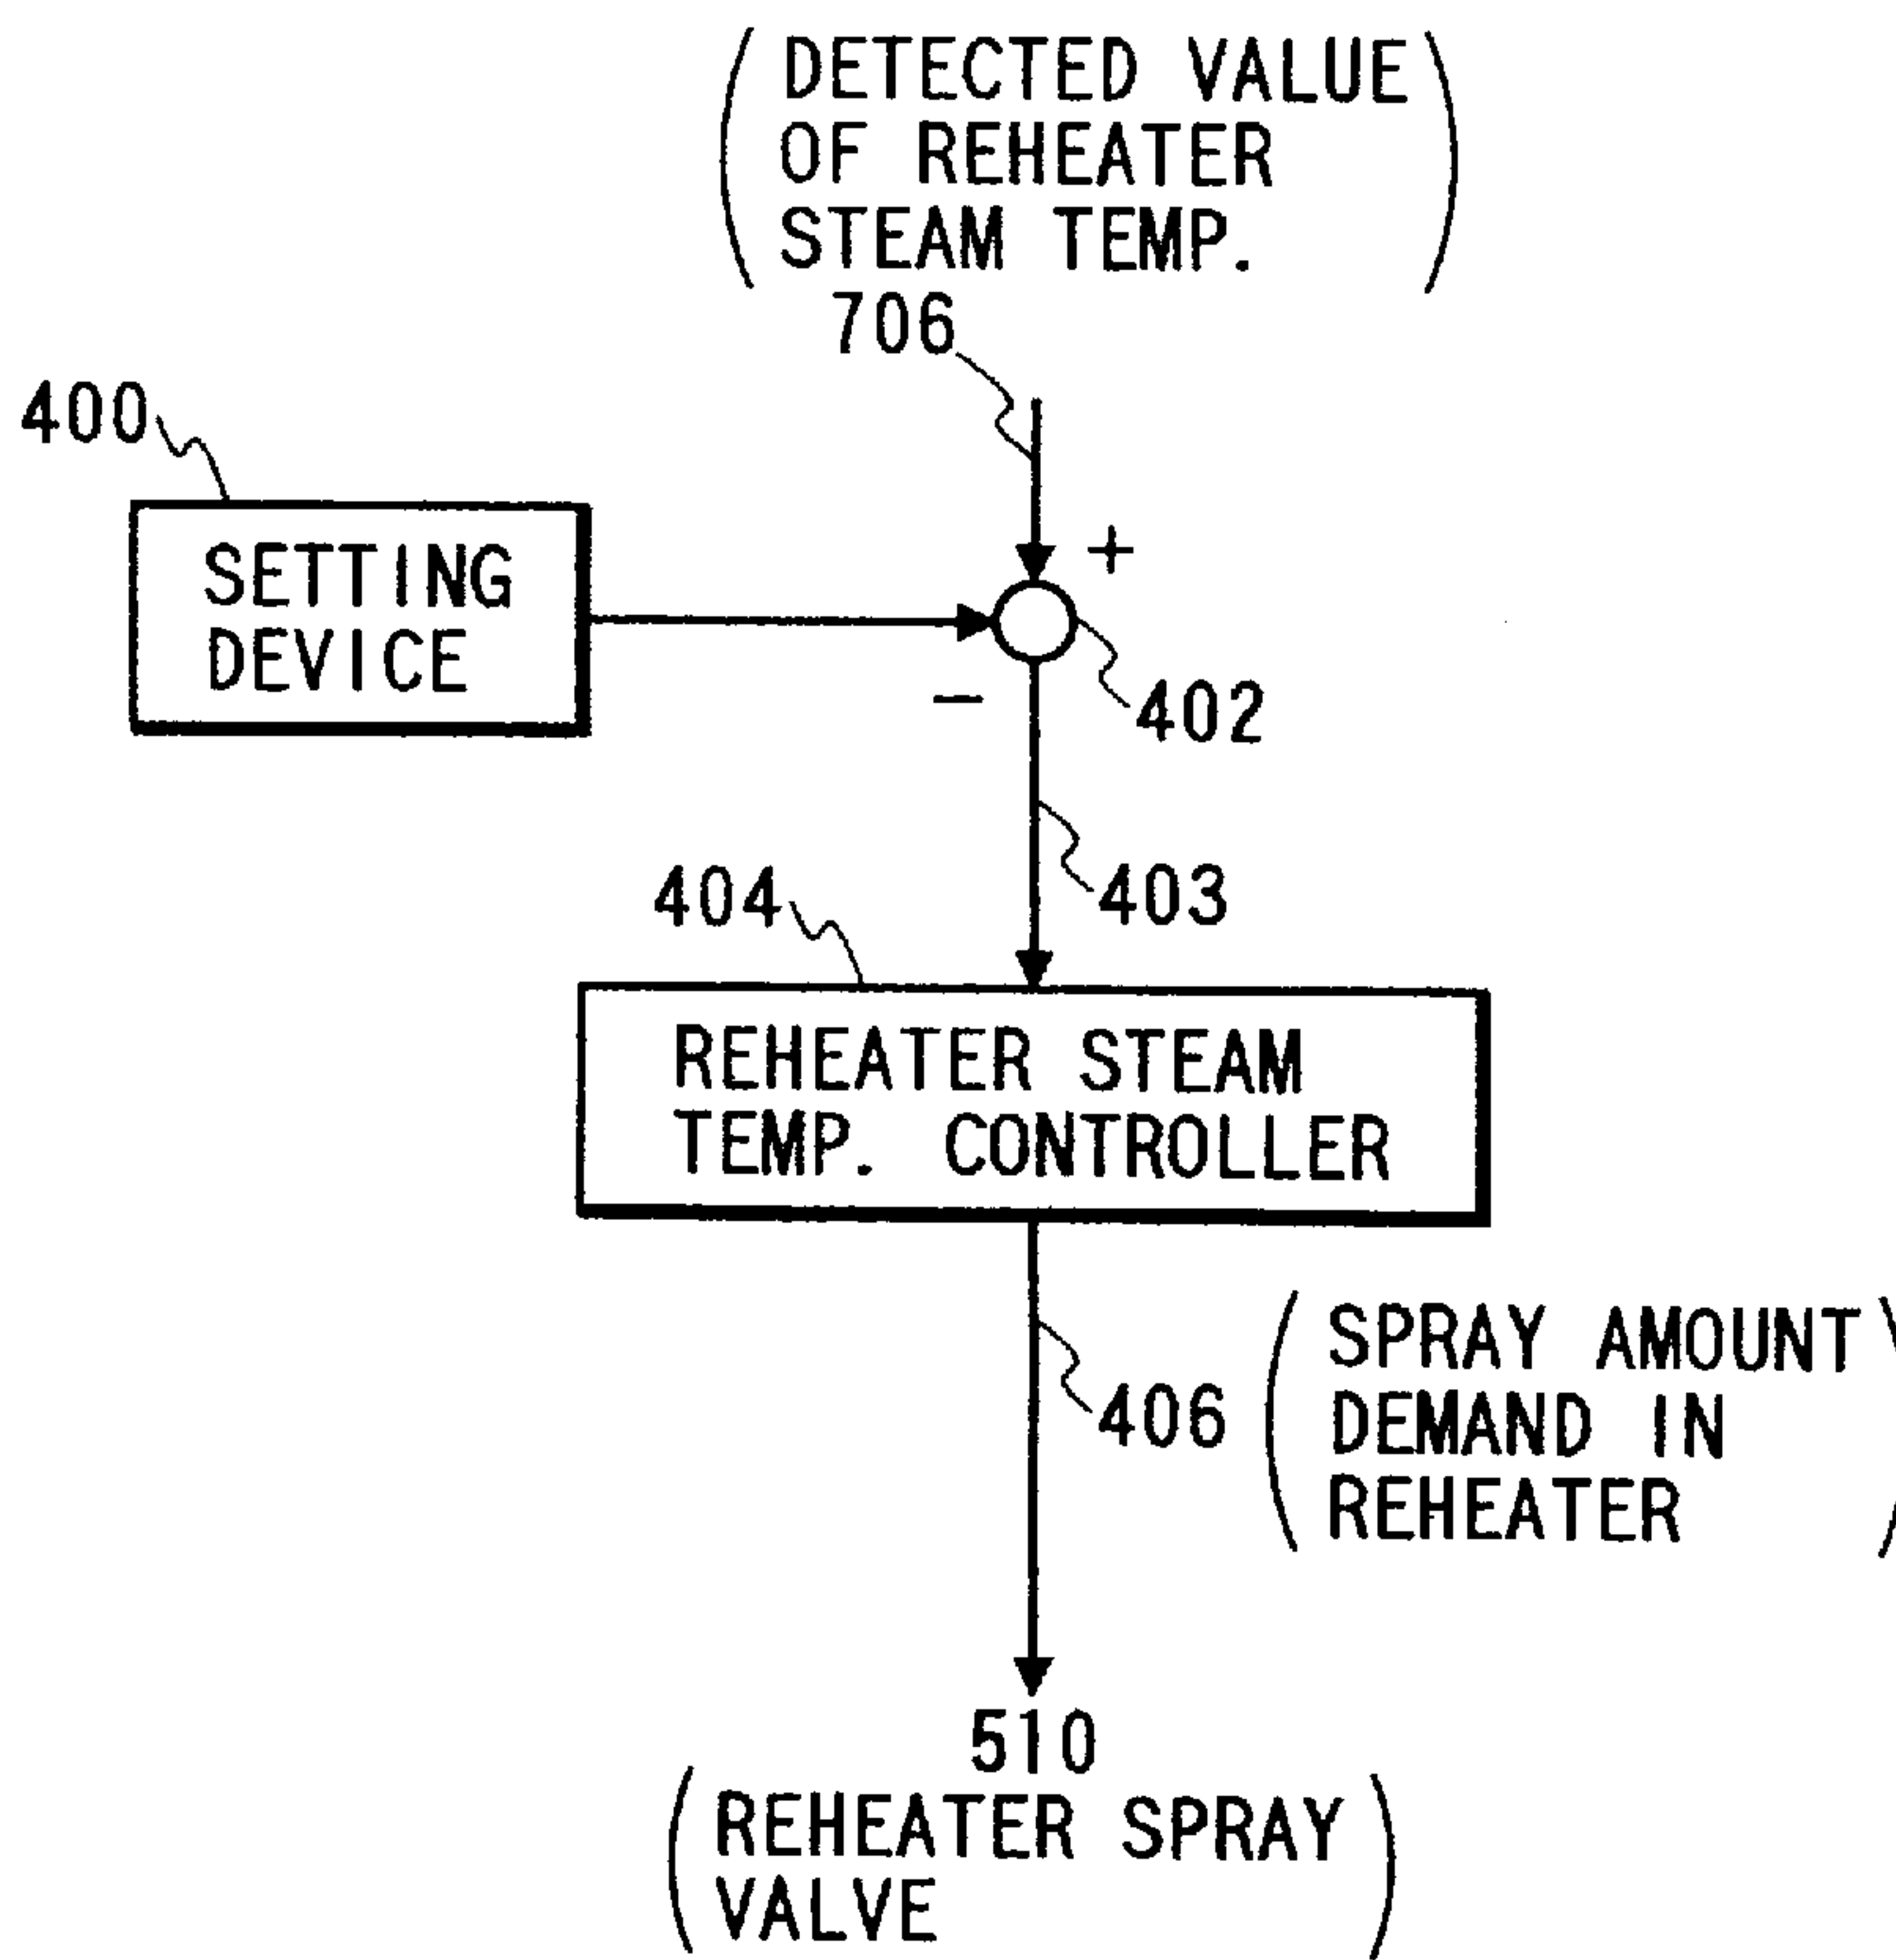 DETECTED VALUE
OF REHEATER
STEAM TEMP.
706
400
SETTING
DEVICE
+
−
402
403
404
REHEATER STEAM
TEMP. CONTROLLER
406
SPRAY AMOUNT
DEMAND IN
REHEATER
510
(REHEATER SPRAY
VALVE)